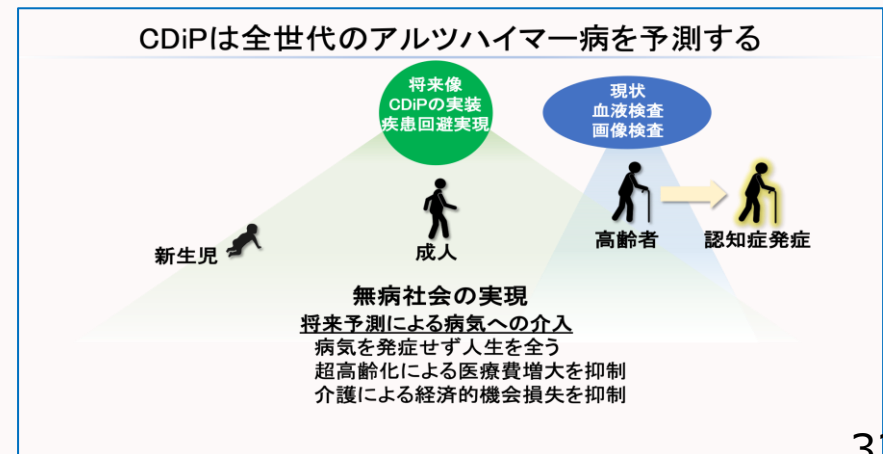 CDiPは全世代のアルツハイマー病を予測する
将来像
CDiPの実装
疾患回避実現
現状
血液検査
画像検査
新生児
成人
高齢者
認知症発症
無病社会の実現
将来予測による病気への介入
病気を発症せず人生を全う
超高齢化による医療費増大を抑制
介護による経済的機会損失を抑制